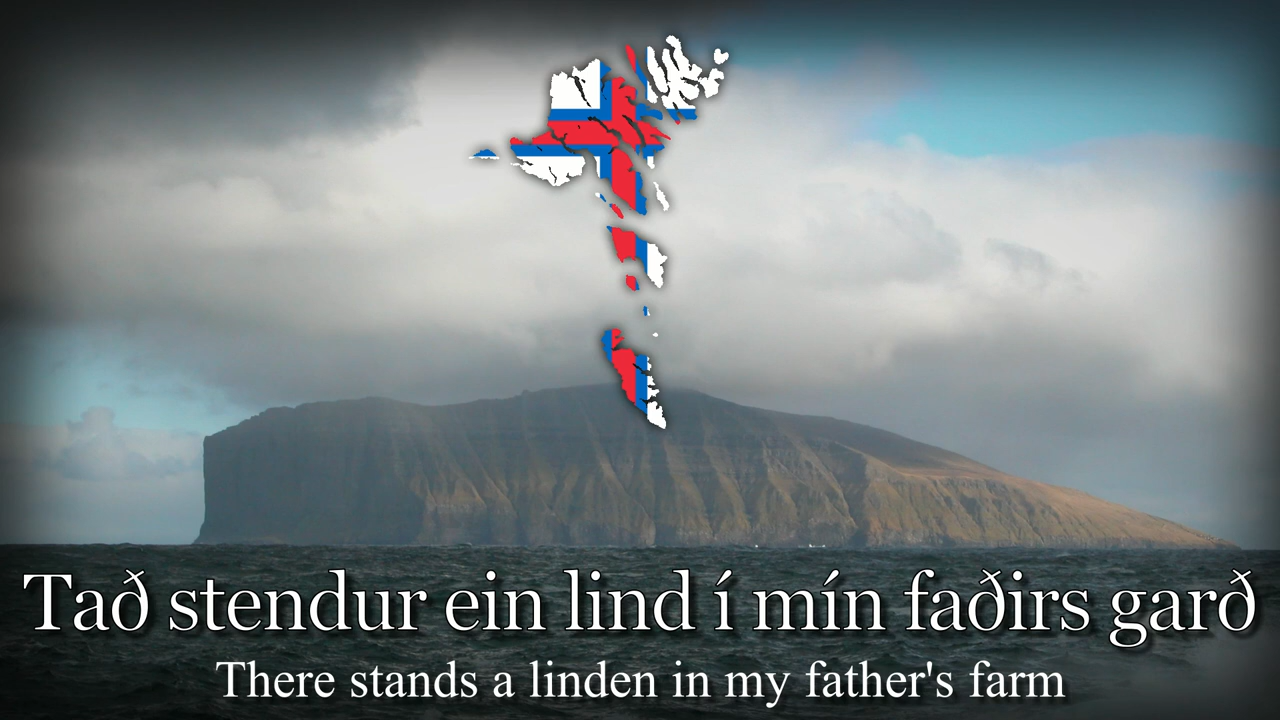 Tað stendur ein lind í mín faðirs garð
There stands a linden in my father's farm